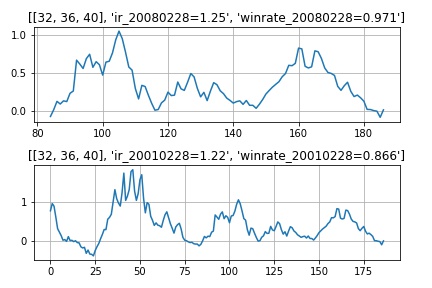 [[32, 36, 40], 'ir_20080228=1.25', 'winrate_20080228=0.971']
1.0
0.5
0.0
80 100 120 140 160 180
[[32, 36, 40], 'ir_20010228=1.22', 'winrate_20010228=0.866']
1
0
0 25 50 75 100 125 150 175